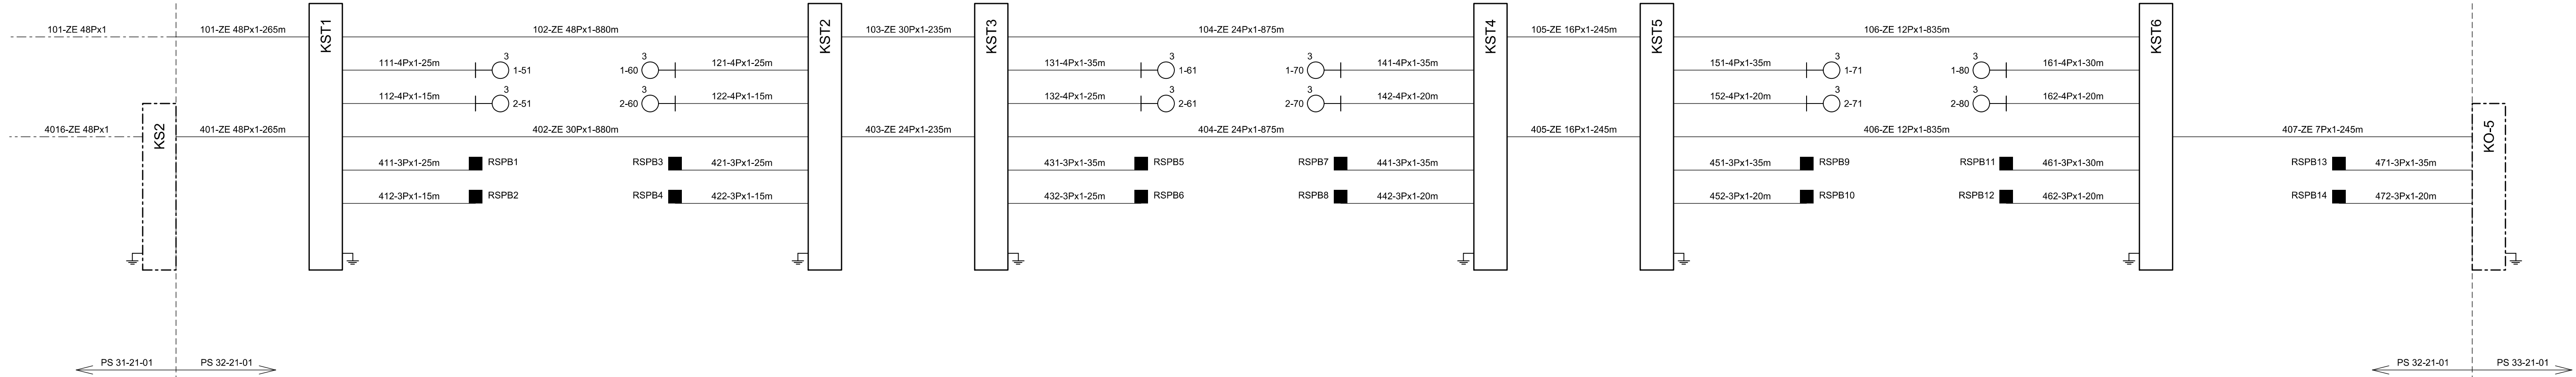 KST1
KST2
KST3
KST4
KST5
KST6
101-ZE 48Px1
101-ZE 48Px1-265m
102-ZE 48Px1-880m
103-ZE 30Px1-235m
104-ZE 24Px1-875m
105-ZE 16Px1-245m
106-ZE 12Px1-835m
3
3
3
3
3
3
111-4Px1-25m
1-51
1-60
121-4Px1-25m
131-4Px1-35m
1-61
1-70
141-4Px1-35m
151-4Px1-35m
1-71
1-80
161-4Px1-30m
3
3
3
3
3
3
112-4Px1-15m
2-51
2-60
122-4Px1-15m
132-4Px1-25m
2-61
2-70
142-4Px1-20m
152-4Px1-20m
2-71
2-80
162-4Px1-20m
KS2
KO-5
4016-ZE 48Px1
401-ZE 48Px1-265m
402-ZE 30Px1-880m
403-ZE 24Px1-235m
404-ZE 24Px1-875m
405-ZE 16Px1-245m
406-ZE 12Px1-835m
407-ZE 7Px1-245m
411-3Px1-25m
RSPB1
RSPB3
421-3Px1-25m
431-3Px1-35m
RSPB5
RSPB7
441-3Px1-35m
451-3Px1-35m
RSPB9
RSPB11
461-3Px1-30m
RSPB13
471-3Px1-35m
412-3Px1-15m
RSPB2
RSPB4
422-3Px1-15m
432-3Px1-25m
RSPB6
RSPB8
442-3Px1-20m
452-3Px1-20m
RSPB10
RSPB12
462-3Px1-20m
RSPB14
472-3Px1-20m
PS 31-21-01
PS 32-21-01
PS 32-21-01
PS 33-21-01